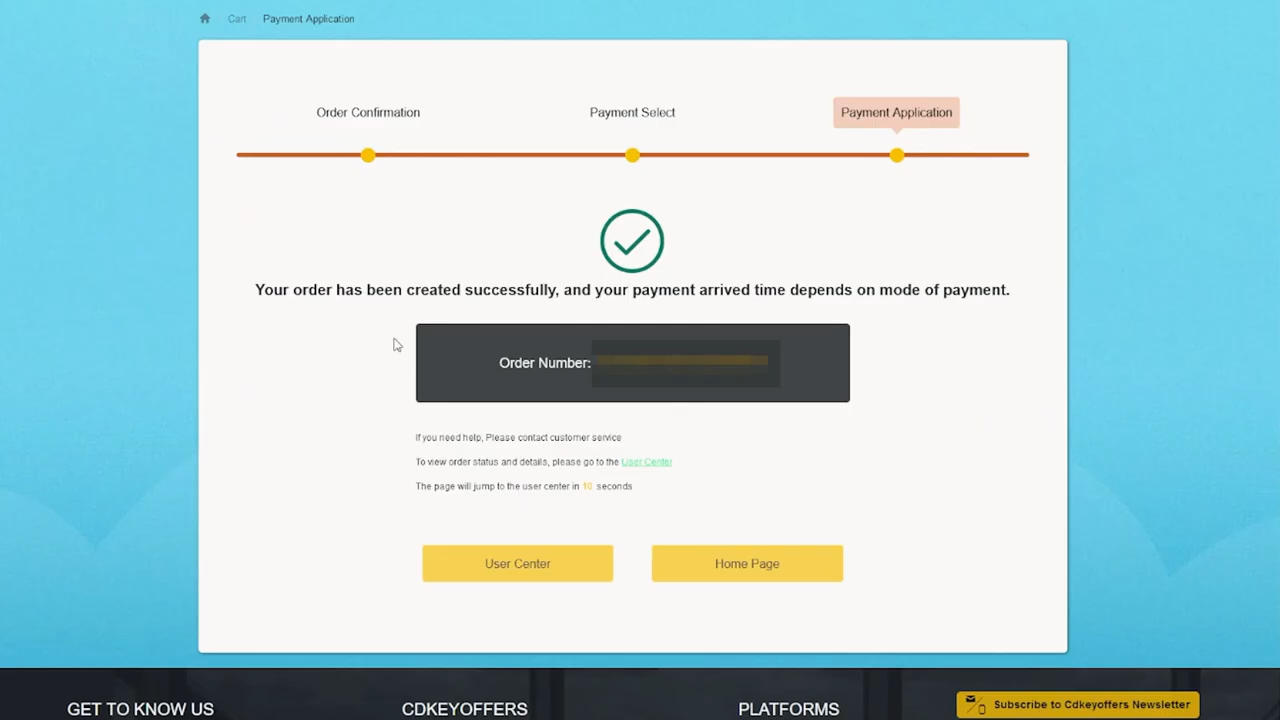 Cart Payment Application
Order Confirmation Payment Select Payment Application
Your order has been created successfully, and your payment arrived time depends on mode of payment.
Order Number:
If you need help, Please contact customer service
To view order status and details, please go to the User Center
The page will jump to the user center in 10 seconds
User Center Home Page
GET TO KNOW US CDKEYOFFERS PLATFORMS Subscribe to Cdkeyoffers Newsletter